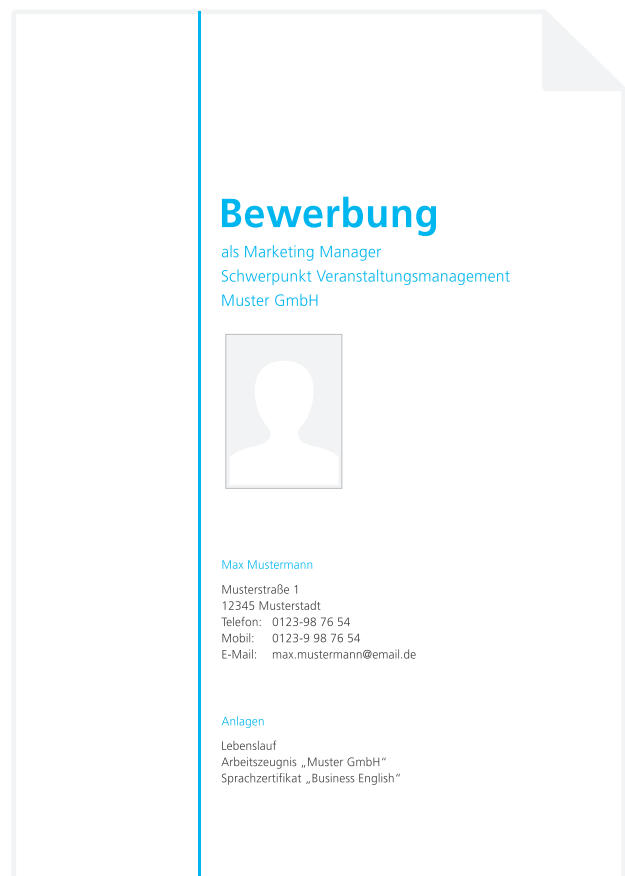 Bewerbung
als Marketing Manager
Schwerpunkt Veranstaltungsmanagement
Muster GmbH
Max Mustermann
Musterstraße 1
12345 Musterstadt
Telefon: 0123-98 76 54
Mobil: 0123-9 98 76 54
E-Mail: max.mustermann@email.de
Anlagen
Lebenslauf
Arbeitszeugnis „Muster GmbH“
Sprachzertifikat „Business English“